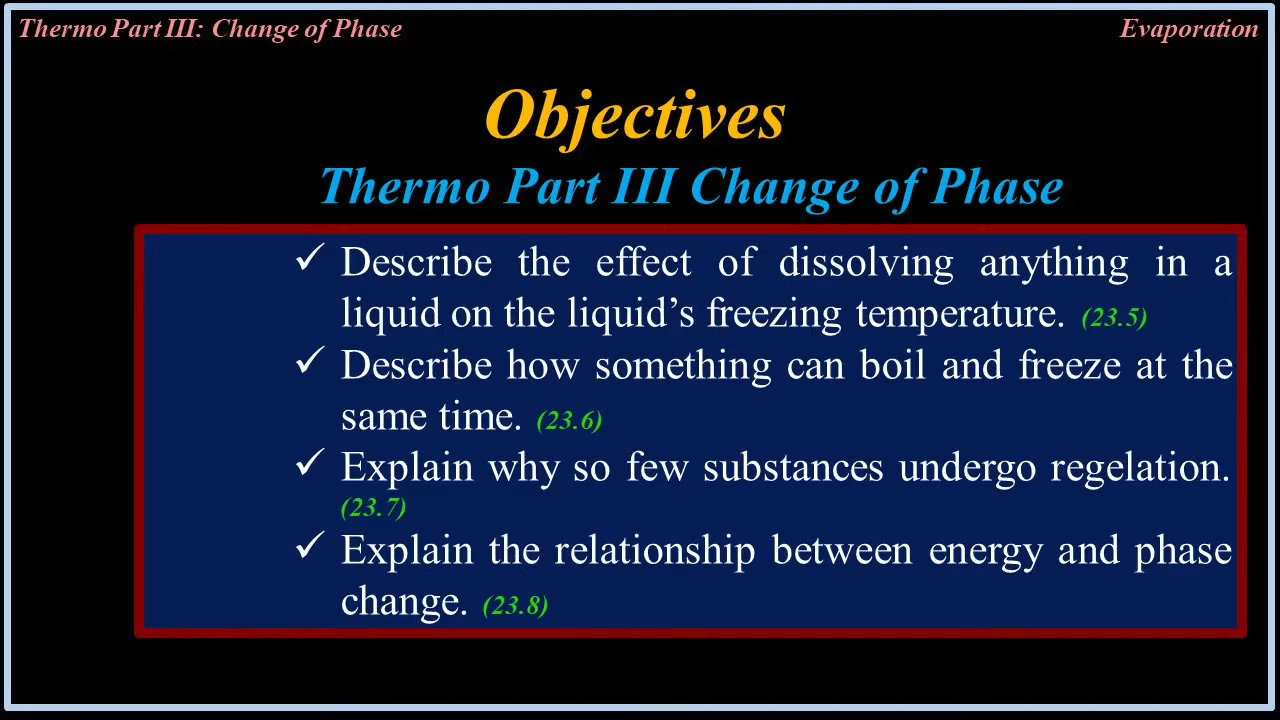 Thermo Part III: Change of Phase
Evaporation
Objectives
Thermo Part III Change of Phase
✓ Describe the effect of dissolving anything in a
liquid on the liquid’s freezing temperature. (23.5)
✓ Describe how something can boil and freeze at the
same time. (23.6)
✓ Explain why so few substances undergo regelation.
(23.7)
✓ Explain the relationship between energy and phase
change. (23.8)